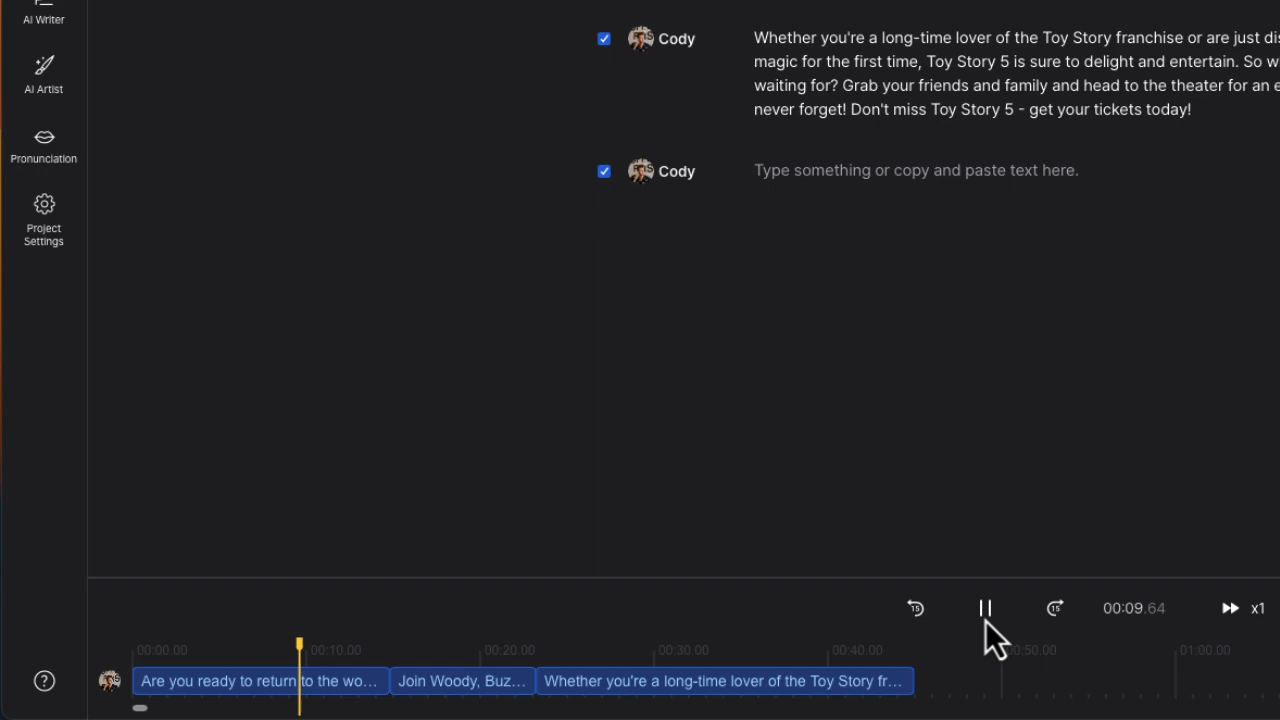 AI Writer
AI Artist
Pronunciation
Project
Settings
Cody
Whether you're a long-time lover of the Toy Story franchise or are just
magic for the first time, Toy Story 5 is sure to delight and entertain. So
waiting for? Grab your friends and family and head to the theater for an
never forget! Don't miss Toy Story 5 - get your tickets today!
Cody
Type something or copy and paste text here.
15
15
00:09.64
x1
00:00.00
00:10.00
00:20.00
00:30.00
00:40.00
00:50.00
01:00.00
Are you ready to return to the wo...
Join Woody, Buz...
Whether you're a long-time lover of the Toy Story fr...